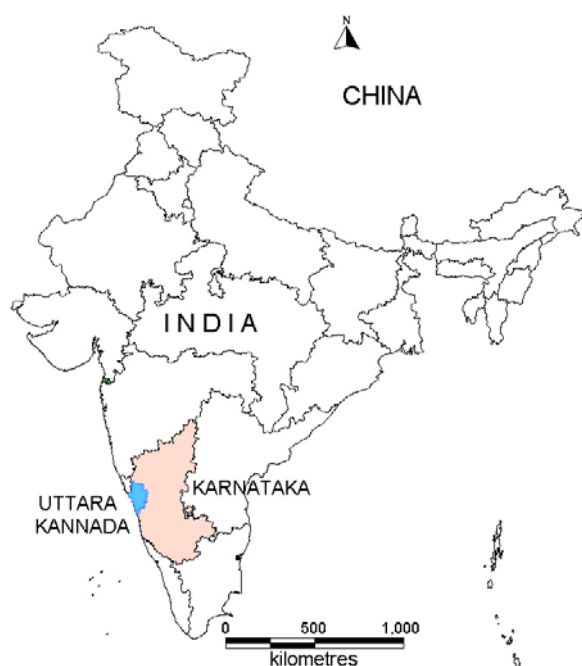 N
CHINA
INDIA
KARNATAKA
UTTARA
KANNADA
0 500 1,000
kilometres